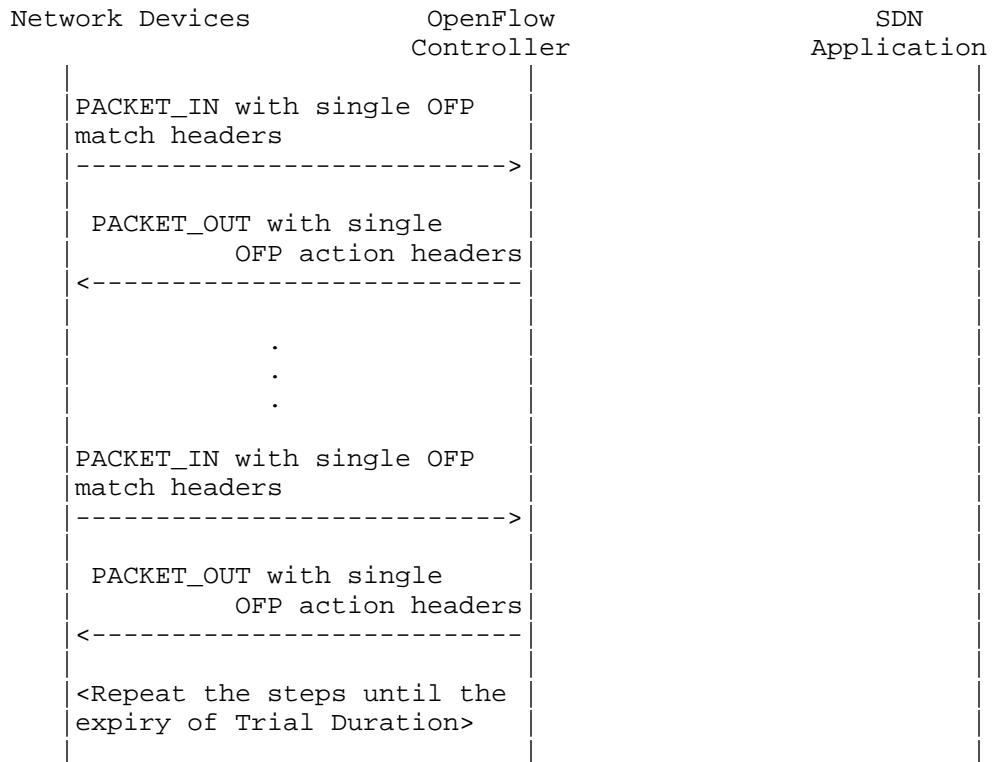 Network Devices OpenFlow SDN
Controller Application
PACKET_IN with single OFP
match headers
--------------------------->
PACKET_OUT with single
OFP action headers
<---------------------------
.
.
.
PACKET_IN with single OFP
match headers
--------------------------->
PACKET_OUT with single
OFP action headers
<---------------------------
<Repeat the steps until the
expiry of Trial Duration>